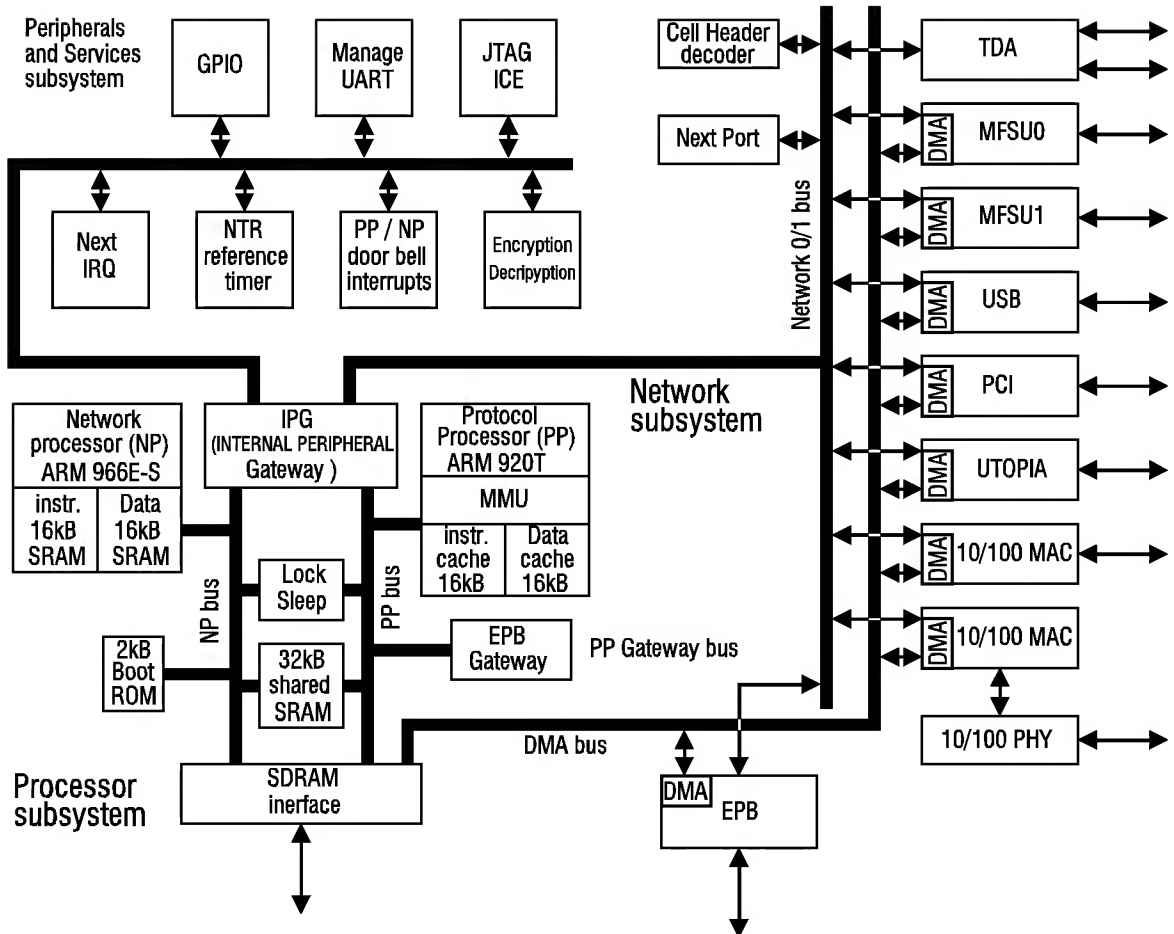 Peripherals
and Services
subsystem
GPIO
Manage
UART
JTAG
ICE
Next
IRQ
NTR
reference
timer
PP / NP
door bell
interrupts
Encryption
Decripyption
Cell Header
decoder
Next Port
Network 0/1 bus
TDA
DMA
MFSU0
DMA
MFSU1
DMA
USB
DMA
PCI
DMA
UTOPIA
DMA
10/100 MAC
DMA
10/100 MAC
10/100 PHY
Network
subsystem
Network
processor (NP)
ARM 966E-S
instr.
16kB
SRAM
Data
16kB
SRAM
IPG
(INTERNAL PERIPHERAL
Gateway )
Protocol
Processor (PP)
ARM 920T
MMU
instr.
cache
16kB
Data
cache
16kB
NP bus
Lock
Sleep
PP bus
2kB
Boot
ROM
32kB
shared
SRAM
EPB
Gateway
PP Gateway bus
DMA bus
Processor
subsystem
SDRAM
inerface
DMA
EPB